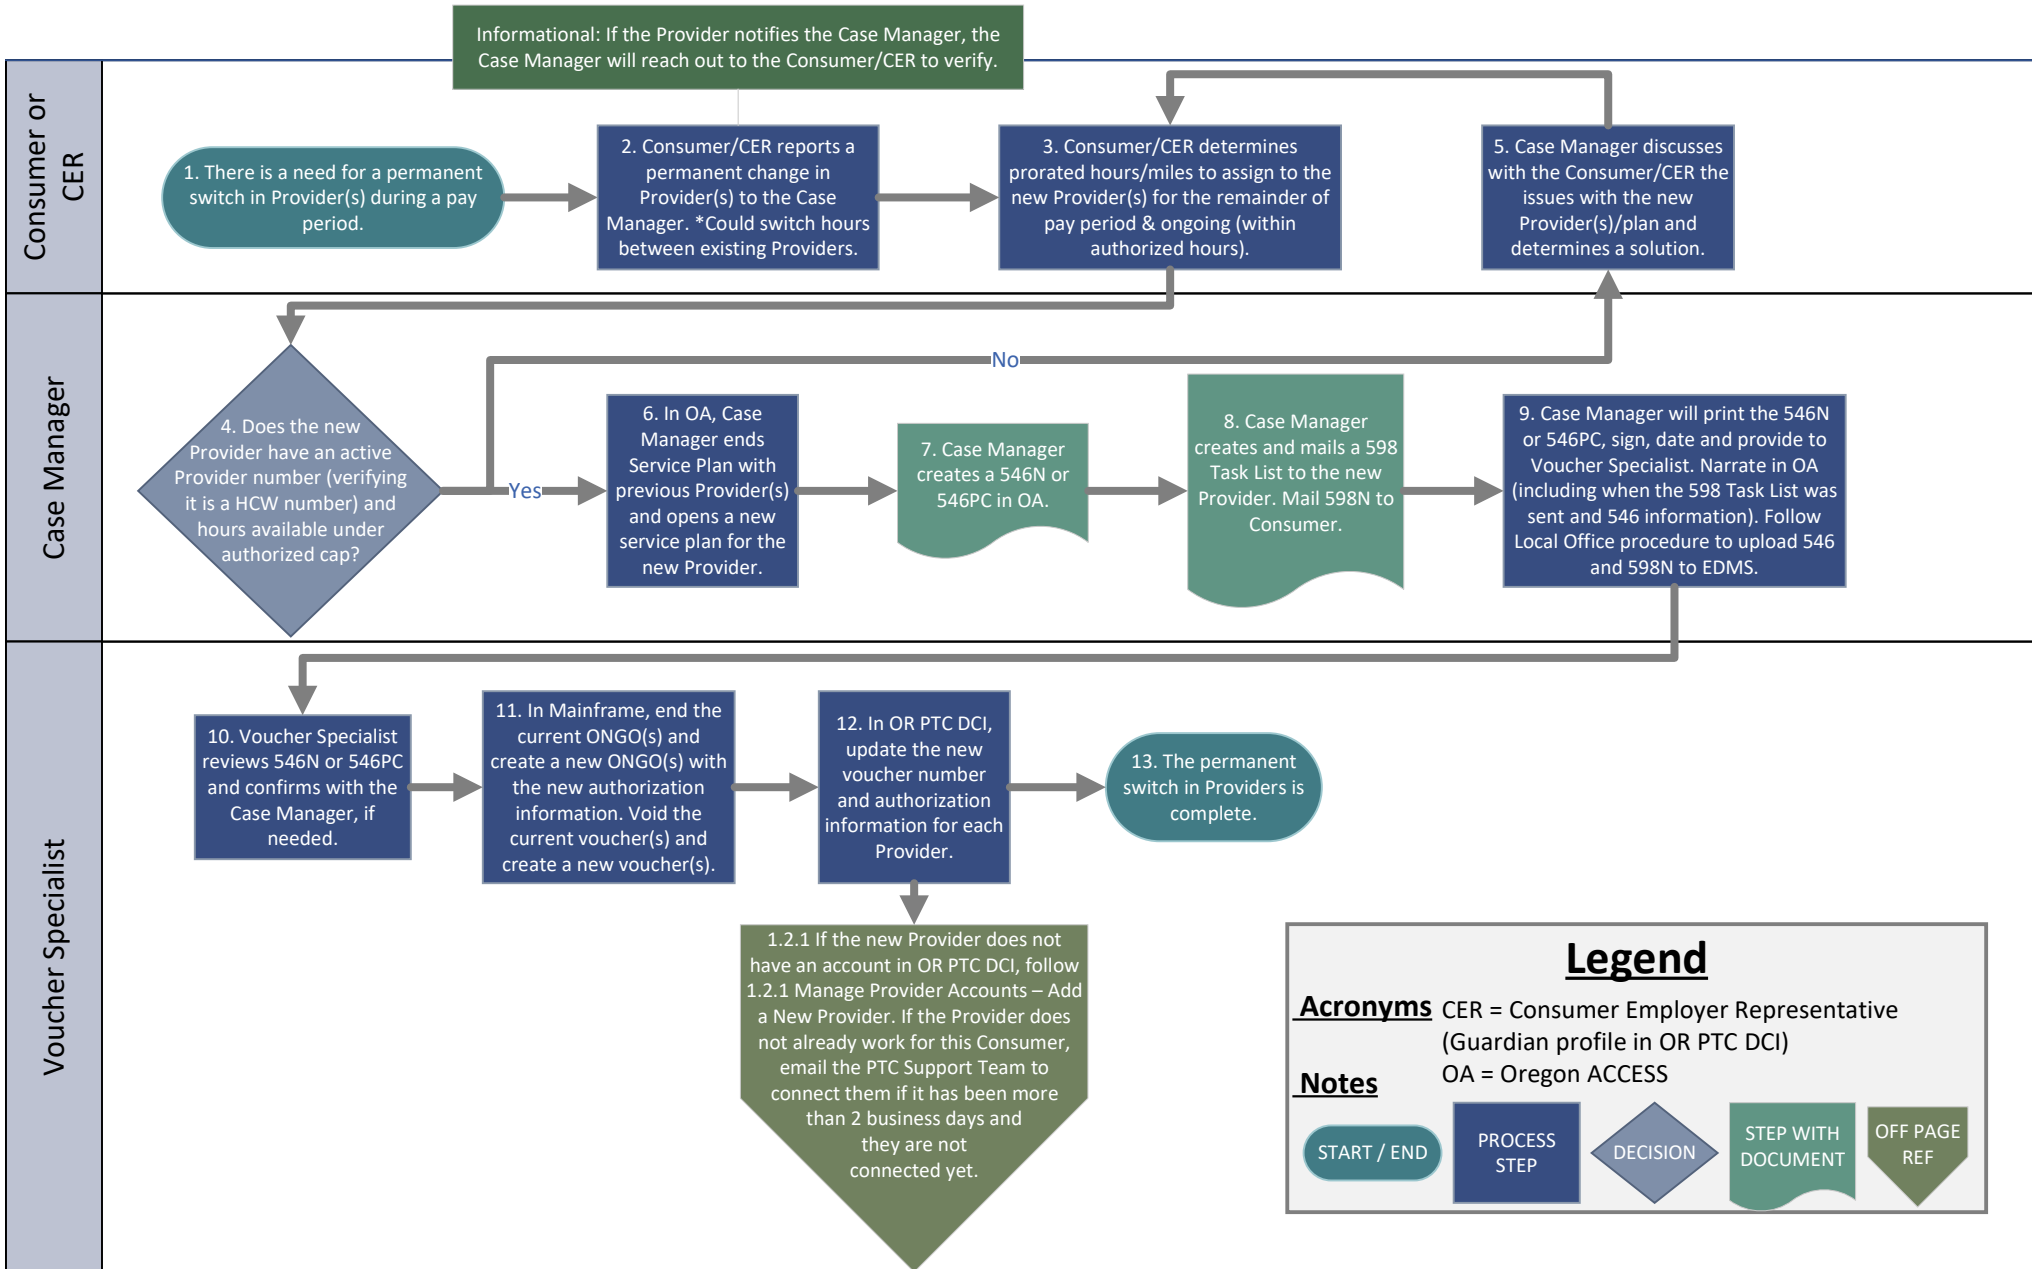 Informational: If the Provider notifies the Case Manager, the
Case Manager will reach out to the Consumer/CER to verify.
Consumer or
CER
1. There is a need for a permanent
switch in Provider(s) during a pay
period.
2. Consumer/CER reports a
permanent change in
Provider(s) to the Case
Manager. *Could switch hours
between existing Providers.
3. Consumer/CER determines
prorated hours/miles to assign to the
new Provider(s) for the remainder of
pay period & ongoing (within
authorized hours).
5. Case Manager discusses
with the Consumer/CER the
issues with the new
Provider(s)/plan and
determines a solution.
Case Manager
4. Does the new
Provider have an active
Provider number (verifying
it is a HCW number) and
hours available under
authorized cap?
No
Yes
6. In OA, Case
Manager ends
Service Plan with
previous Provider(s)
and opens a new
service plan for the
new Provider.
7. Case Manager
creates a 546N or
546PC in OA.
8. Case Manager
creates and mails a 598
Task List to the new
Provider. Mail 598N to
Consumer.
9. Case Manager will print the 546N
or 546PC, sign, date and provide to
Voucher Specialist. Narrate in OA
(including when the 598 Task List was
sent and 546 information). Follow
Local Office procedure to upload 546
and 598N to EDMS.
Voucher Specialist
10. Voucher Specialist
reviews 546N or 546PC
and confirms with the
Case Manager, if
needed.
11. In Mainframe, end the
current ONGO(s) and
create a new ONGO(s) with
the new authorization
information. Void the
current voucher(s) and
create a new voucher(s).
12. In OR PTC DCI,
update the new
voucher number
and authorization
information for each
Provider.
13. The permanent
switch in Providers is
complete.
1.2.1 If the new Provider does not
have an account in OR PTC DCI, follow
1.2.1 Manage Provider Accounts – Add
a New Provider. If the Provider does
not already work for this Consumer,
email the PTC Support Team to
connect them if it has been more
than 2 business days and
they are not
connected yet.
Legend
Acronyms CER = Consumer Employer Representative
(Guardian profile in OR PTC DCI)
OA = Oregon ACCESS
Notes
START / END
PROCESS
STEP
DECISION
STEP WITH
DOCUMENT
OFF PAGE
REF